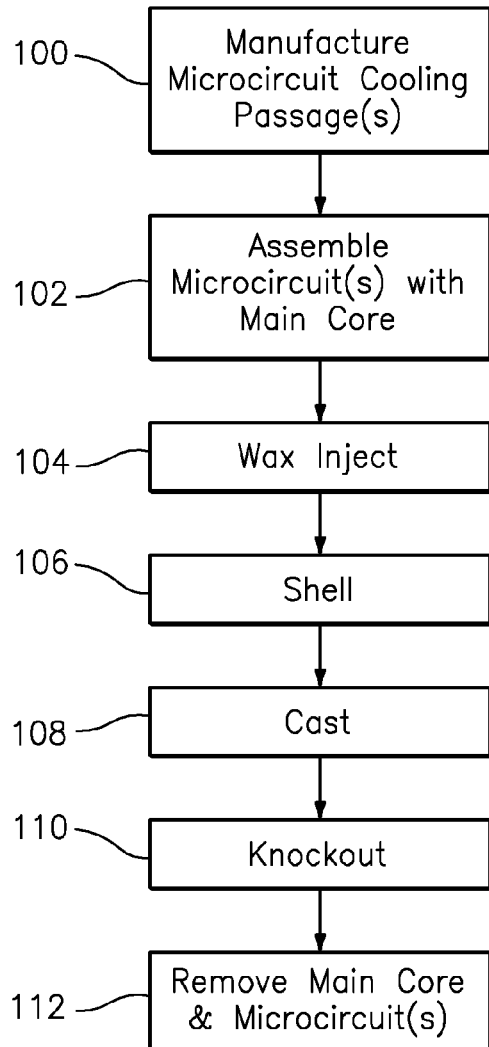 100
Manufacture
Microcircuit Cooling
Passage(s)
102
Assemble
Microcircuit(s) with
Main Core
104
Wax Inject
106
Shell
108
Cast
110
Knockout
112
Remove Main Core
& Microcircuit(s)